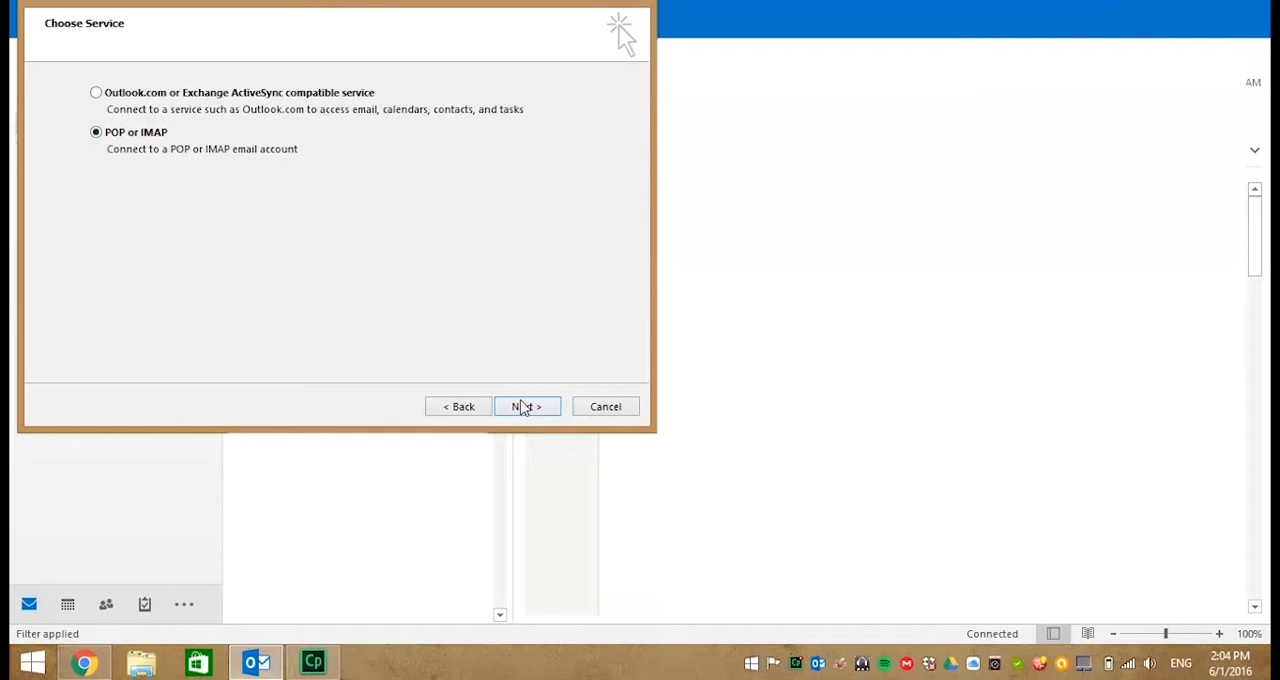 Choose Service
Outlook.com or Exchange ActiveSync compatible service
Connect to a service such as Outlook.com to access email, calendars, contacts, and tasks
POP or IMAP
Connect to a POP or IMAP email account
< Back
>
Cancel
AM
Filter applied
Connected
100%
Cp
ENG
2:04 PM
6/1/2016